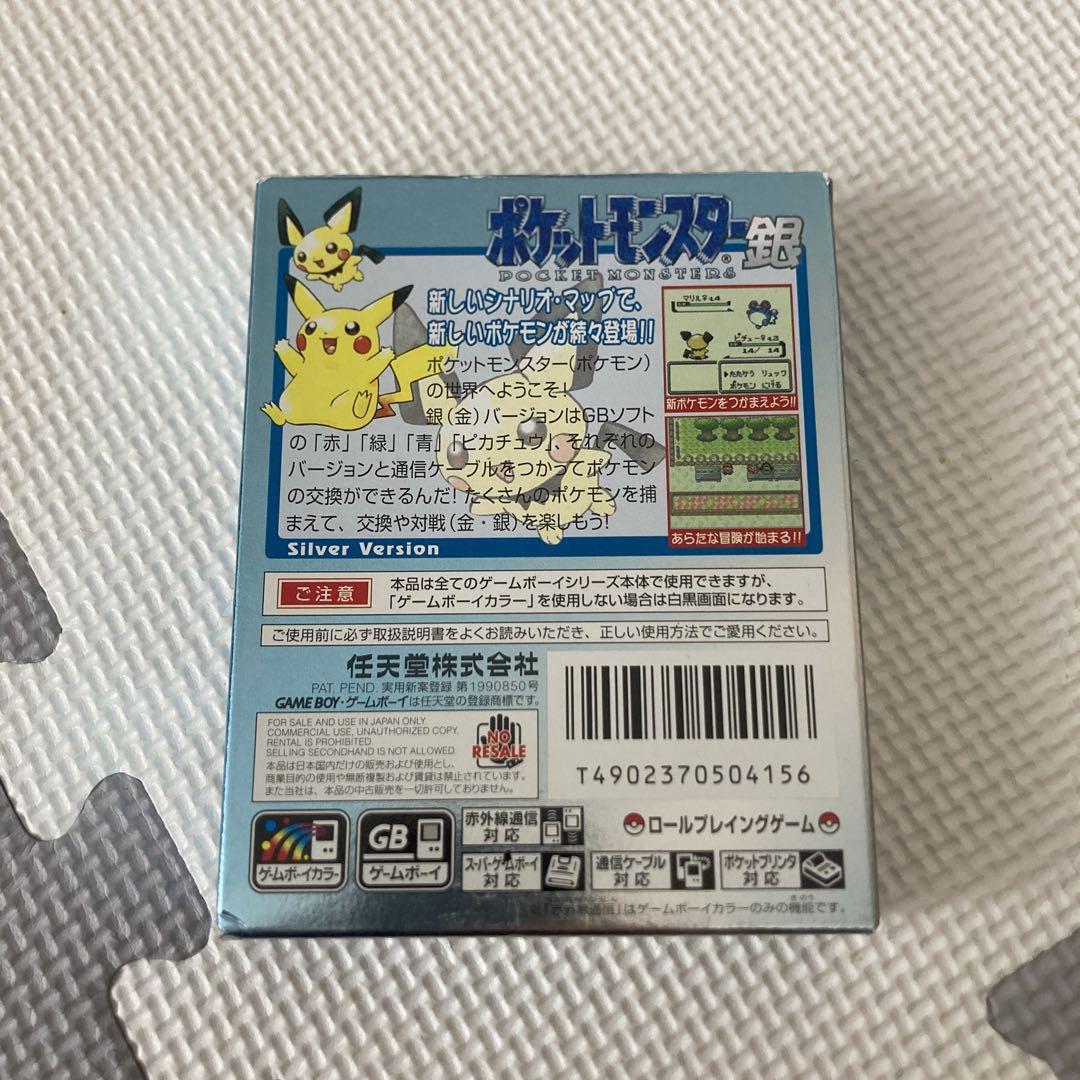 ポケットモンスター銀
POCKET MONSTERS
新しいシナリオ・マップで、
新しいポケモンが続々登場!!
ポケットモンスター(ポケモン)
の世界へようこそ!
銀(金)バージョンはGBソフト
の「赤」「緑」「青」「ピカチュウ」、それぞれの
バージョンと通信ケーブルをつかってポケモン
の交換ができるんだ!たくさんのポケモンを捕
まえて、交換や対戦(金・銀)を楽しもう!
Silver Version
マリル♀:L4
ピチュー♀:L3
14/ 14
▶たたかう リュック
ポケモン にげる
新ポケモンをつかまえよう!!
あらたな冒険が始まる!!
ご注意
本品は全てのゲームボーイシリーズ本体で使用できますが、
「ゲームボーイカラー」を使用しない場合は白黒画面になります。
ご使用前に必ず取扱説明書をよくお読みいただき、正しい使用方法でご愛用ください。
任天堂株式会社
PAT. PEND. 実用新案登録 第1990850号
GAME BOY・ゲームボーイは任天堂の登録商標です。
FOR SALE AND USE IN JAPAN ONLY.
COMMERCIAL USE, UNAUTHORIZED COPY,
RENTAL IS PROHIBITED.
SELLING SECONDHAND IS NOT ALLOWED.
本品は日本国内だけの販売および使用とし、
商業目的の使用や無断複製および賃貸は禁止されています。
また当社は、本品の中古販売を一切許可しておりません。
NO
RESALE
T4902370504156
ゲームボーイカラー
GB
ゲームボーイ
赤外線通信
対応
スーパーゲームボーイ
対応
ロールプレイングゲーム
通信ケーブル
対応
ポケットプリンタ
対応
※「赤外線通信」はゲームボーイカラーのみの機能です。